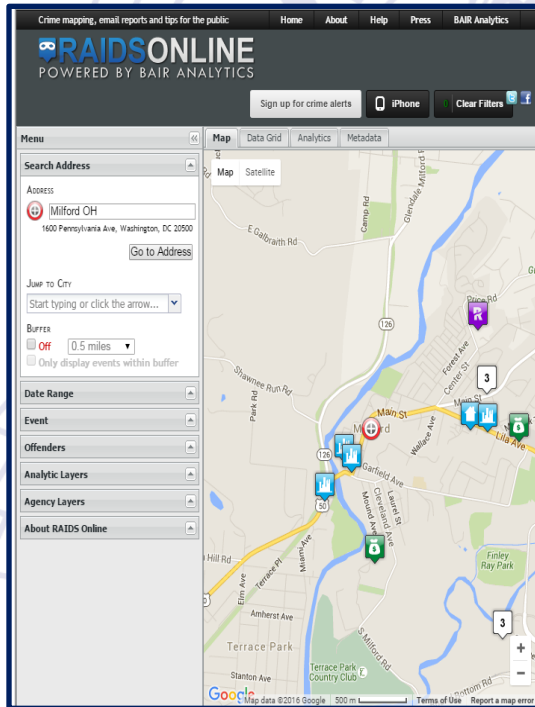 Crime mapping, email reports and tips for the public
Home About Help Press BAIR Analytics
RAIDSONLINE
POWERED BY BAIR ANALYTICS
Sign up for crime alerts
iPhone
Clear Filters
Menu
Map Data Grid Analytics Metadata
Search Address
ADDRESS
Milford OH
1600 Pennsylvania Ave, Washington, DC 20500
Go to Address
JUMP TO CITY
Start typing or click the arrow...
BUFFER
Off 0.5 miles
Only display events within buffer
Date Range
Event
Offenders
Analytic Layers
Agency Layers
About RAIDS Online
Map Satellite
Camp Rd
Glendale Milford Rd
E Galbraith Rd
Price Rd
R
126
Forest Ave
Center St
3
Shawnee Run Rd
Park Rd
Main St
Main St
Milford
Wallace Ave
Lila Ave
126
Garfield Ave
50
Laurel St
Cleveland Ave
Mound Ave
Miami Ave
Terrace Pl
Elm Ave
Hill Rd
Finley
Ray Park
Amherst Ave
3
S Milford Rd
Terrace Park
Terrace Park
Country Club
Stanton Ave
Bottom Rd
+
−
Google
Map data ©2016 Google 500 m Terms of Use Report a map error